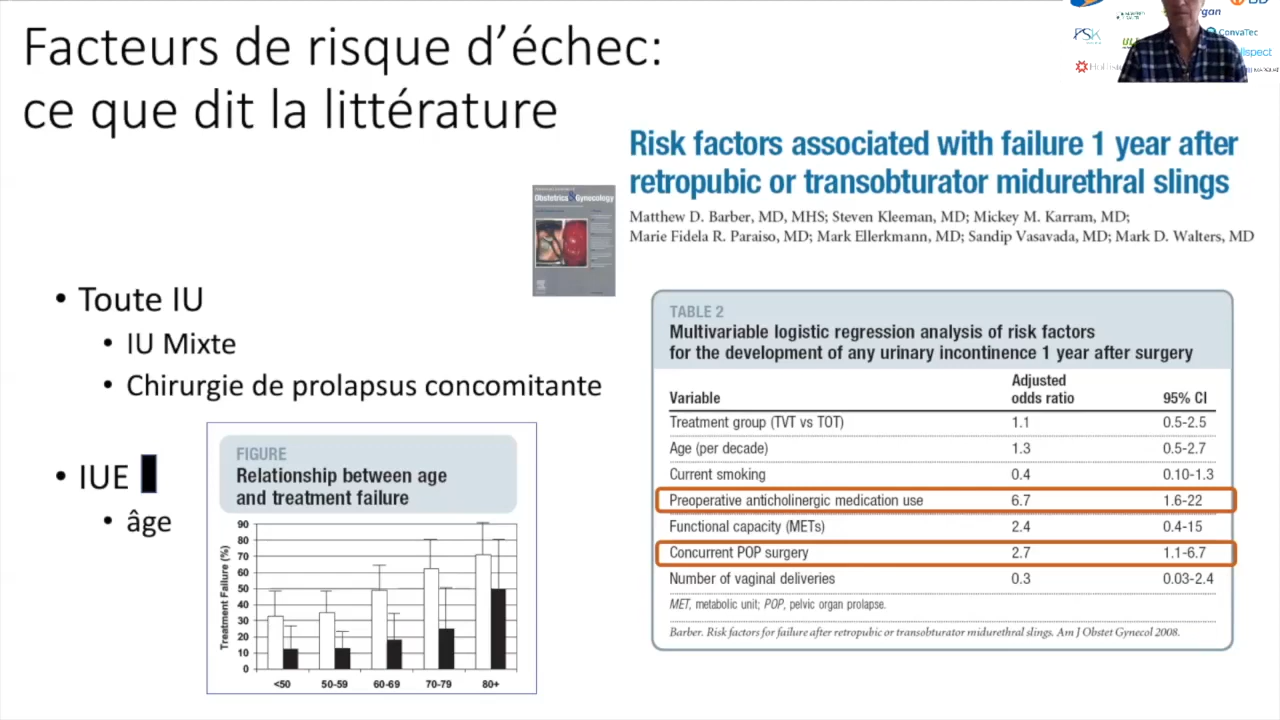 Facteurs de risque d'échec:
ce que dit la littérature
PSK
ConvaTec
Risk factors associated with failure 1 year after
retropubic or transobturator midurethral slings
Matthew D. Barber, MD, MHS; Steven Kleeman, MD; Mickey M. Karram, MD;
Marie Fidela R. Paraiso, MD; Mark Ellerkmann, MD; Sandip Vasavada, MD; Mark D. Walters, MD
Obstetrics & Gynecology
• Toute IU
• IU Mixte
• Chirurgie de prolapsus concomitante
• IUE
• âge
FIGURE
Relationship between age
and treatment failure
Treatment Failure (%)
90
80
70
60
50
40
30
20
10
0
<50 50-59 60-69 70-79 80+
TABLE 2
Multivariable logistic regression analysis of risk factors
for the development of any urinary incontinence 1 year after surgery
Variable Adjusted odds ratio 95% CI
Treatment group (TVT vs TOT) 1.1 0.5-2.5
Age (per decade) 1.3 0.5-2.7
Current smoking 0.4 0.10-1.3
Preoperative anticholinergic medication use 6.7 1.6-22
Functional capacity (METs) 2.4 0.4-15
Concurrent POP surgery 2.7 1.1-6.7
Number of vaginal deliveries 0.3 0.03-2.4
MET, metabolic unit; POP, pelvic organ prolapse.
Barber. Risk factors for failure after retropubic or transobturator midurethral slings. Am J Obstet Gynecol 2008.